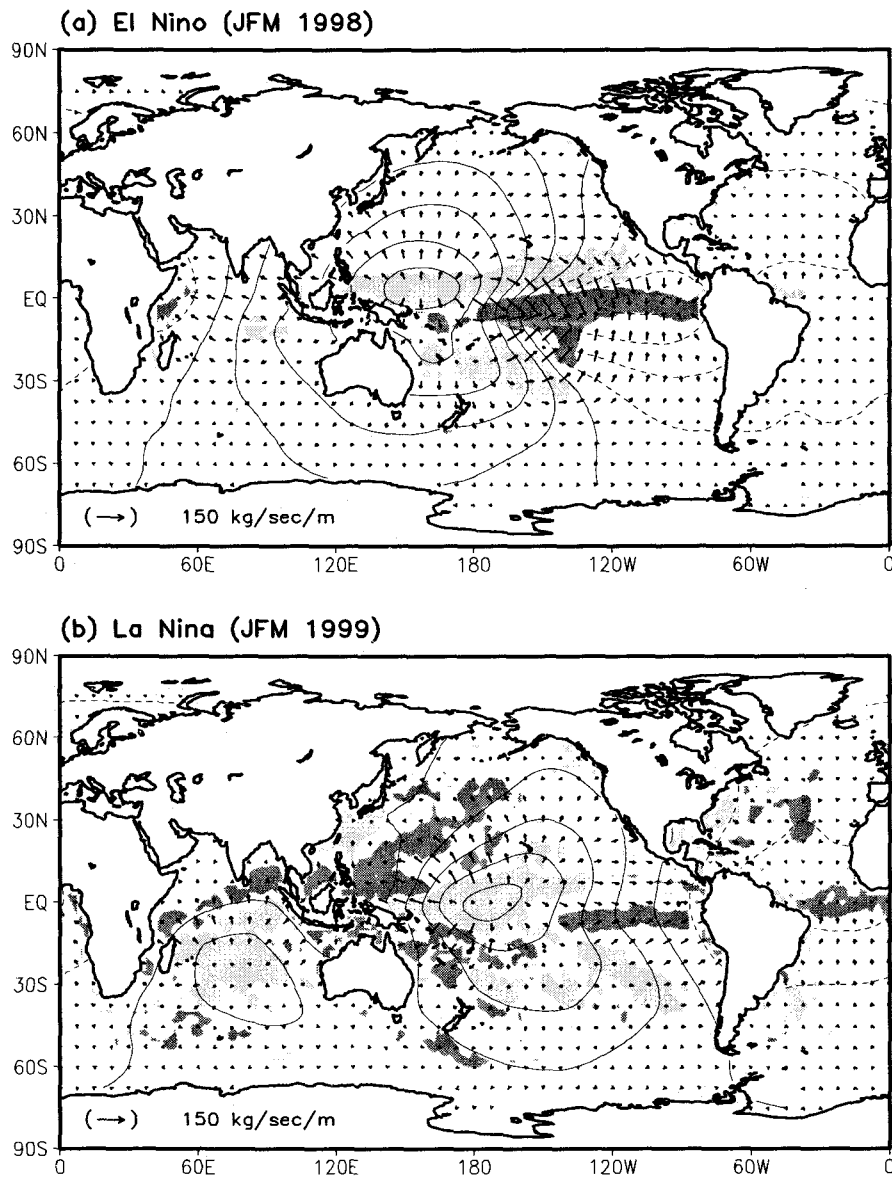 (a) El Nino (JFM 1998)
90N
60N
30N
EQ
30S
60S
90S
(→) 150 kg/sec/m
0 60E 120E 180 120W 60W 0
(b) La Nina (JFM 1999)
90N
60N
30N
EQ
30S
60S
90S
(→) 150 kg/sec/m
0 60E 120E 180 120W 60W 0